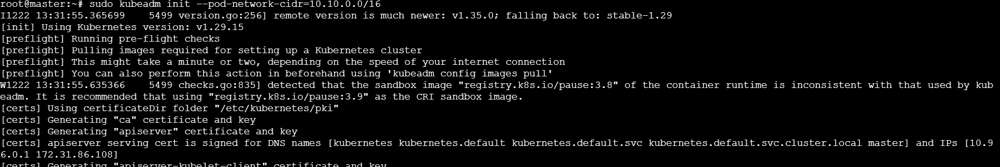 root@master:~# sudo kubeadm init --pod-network-cidr=10.10.0.0/16
I1222 13:31:55.365699    5499 version.go:256] remote version is much newer: v1.35.0; falling back to: stable-1.29
[init] Using Kubernetes version: v1.29.15
[preflight] Running pre-flight checks
[preflight] Pulling images required for setting up a Kubernetes cluster
[preflight] This might take a minute or two, depending on the speed of your internet connection
[preflight] You can also perform this action in beforehand using 'kubeadm config images pull'
W1222 13:31:55.635366    5499 checks.go:835] detected that the sandbox image "registry.k8s.io/pause:3.8" of the container runtime is inconsistent with that used by kub
eadm. It is recommended that using "registry.k8s.io/pause:3.9" as the CRI sandbox image.
[certs] Using certificateDir folder "/etc/kubernetes/pki"
[certs] Generating "ca" certificate and key
[certs] Generating "apiserver" certificate and key
[certs] apiserver serving cert is signed for DNS names [kubernetes kubernetes.default kubernetes.default.svc kubernetes.default.svc.cluster.local master] and IPs [10.9
6.0.1 172.31.86.108]
[certs] Generating "apiserver-kubelet-client" certificate and key